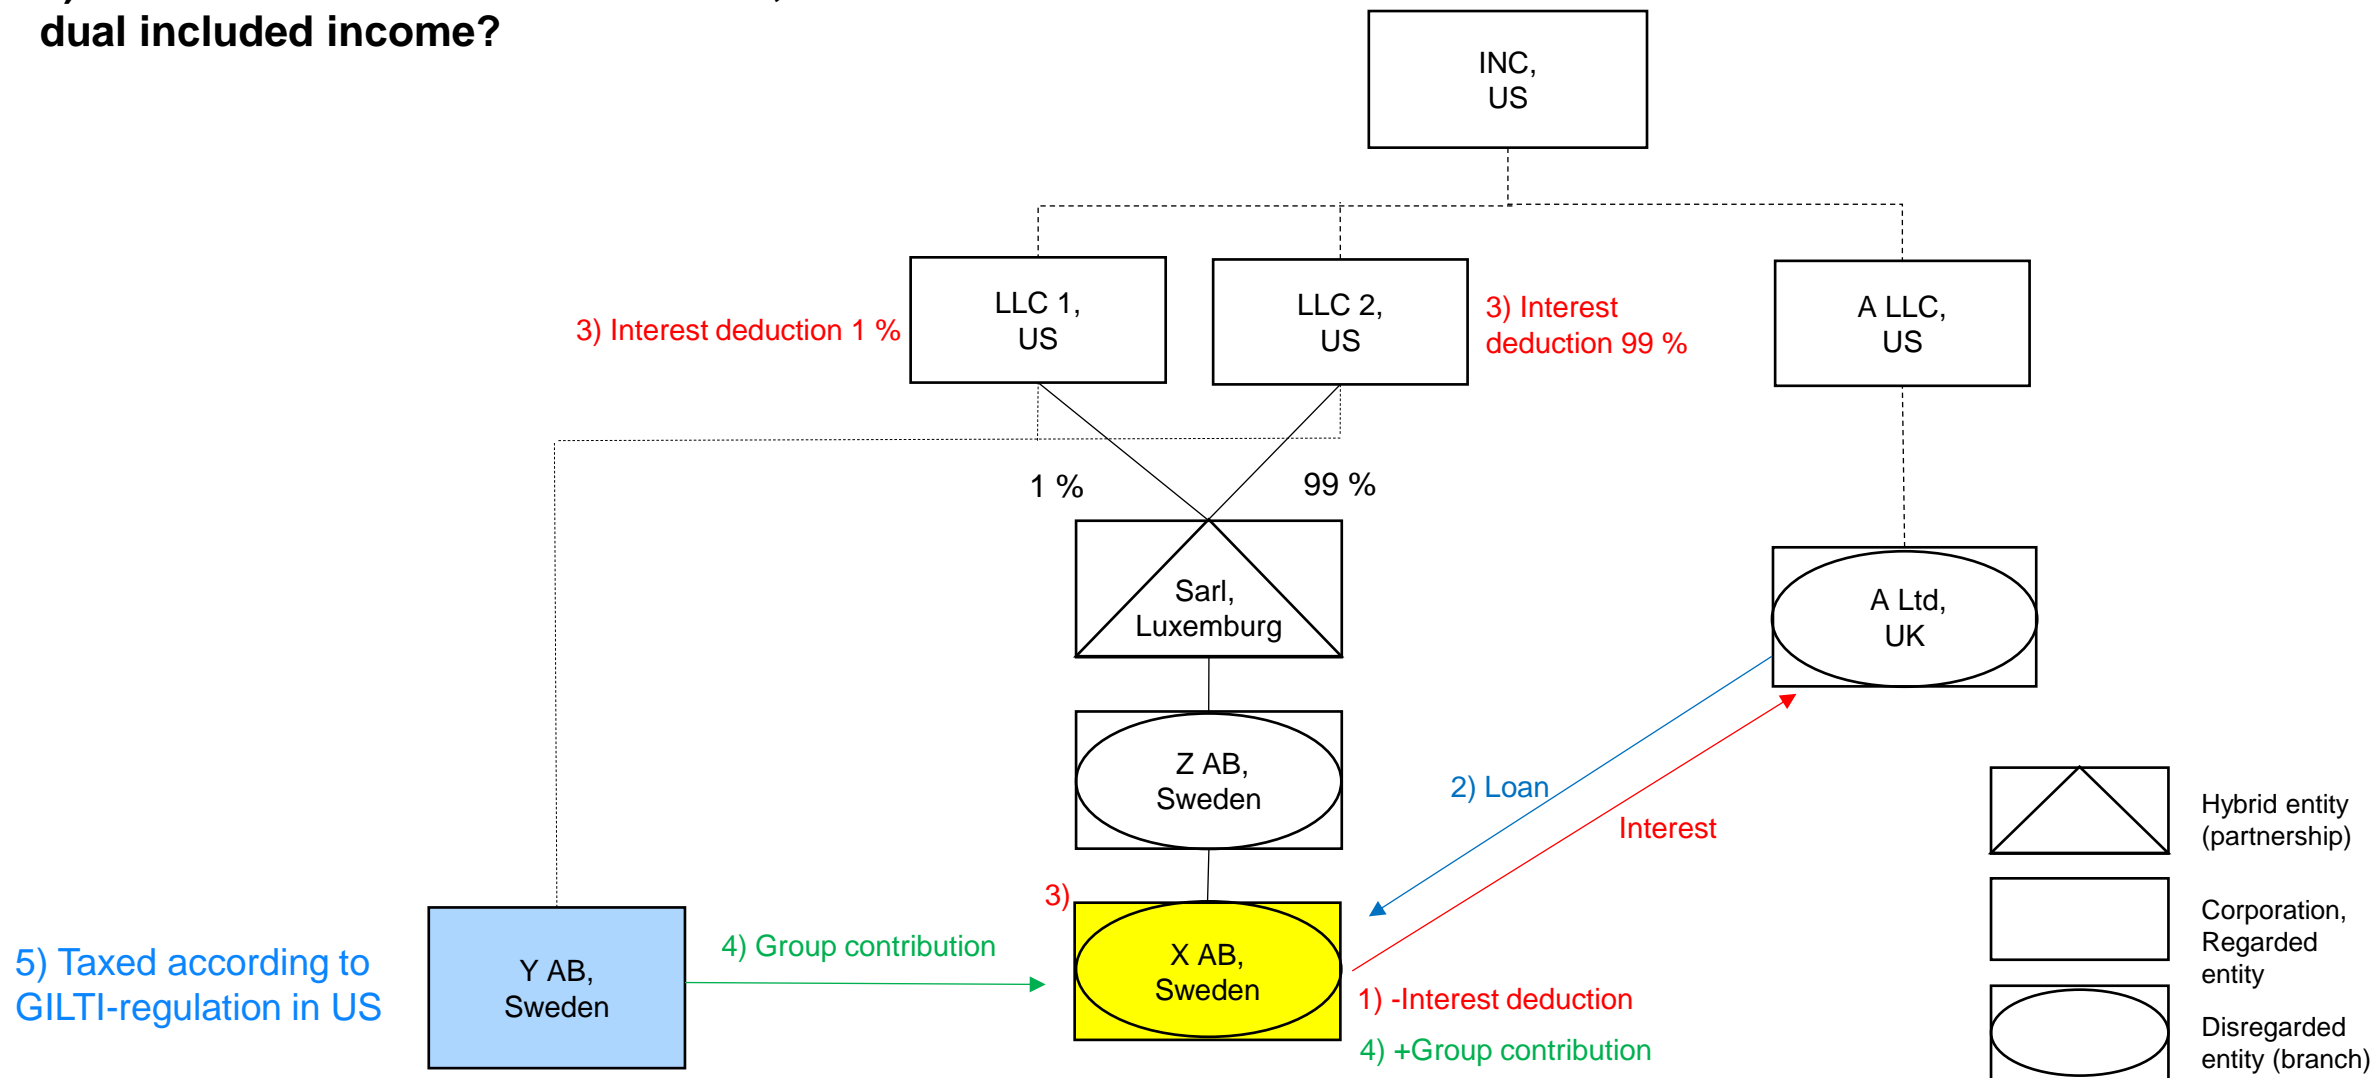 dual included income?
INC,
US
LLC 1,
US
LLC 2,
US
A LLC,
US
3) Interest deduction 1 %
3) Interest
deduction 99 %
1 %
99 %
Sarl,
Luxemburg
A Ltd,
UK
Z AB,
Sweden
2) Loan
Interest
3)
X AB,
Sweden
Y AB,
Sweden
4) Group contribution
5) Taxed according to
GILTI-regulation in US
1) -Interest deduction
4) +Group contribution
Hybrid entity
(partnership)
Corporation,
Regarded
entity
Disregarded
entity (branch)